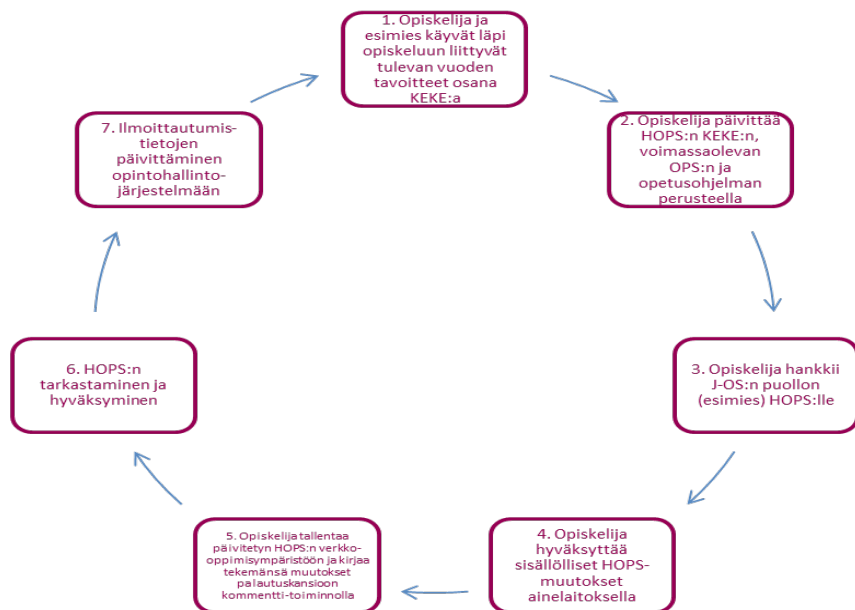 1. Opiskelija ja
esimies käyvät läpi
opiskeluun liittyvät
tulevan vuoden
tavoitteet osana
KEKE:a
2. Opiskelija päivittää
HOPS:n KEKE:n,
voimassaolevan
OPS:n ja
opetusohjelman
perusteella
3. Opiskelija hankkii
J-OS:n puollon
(esimies) HOPS:lle
4. Opiskelija
hyväksyttää
sisällölliset HOPS-
muutokset
ainelaitoksella
5. Opiskelija tallentaa
päivitetyn HOPS:n verkko-
oppimisympäristöön ja kirjaa
tekemänsä muutokset
palautuskansioon
kommentti-toiminnolla
6. HOPS:n
tarkastaminen ja
hyväksyminen
7. Ilmoittautumis-
tietojen
päivittäminen
opintohallinto-
järjestelmään